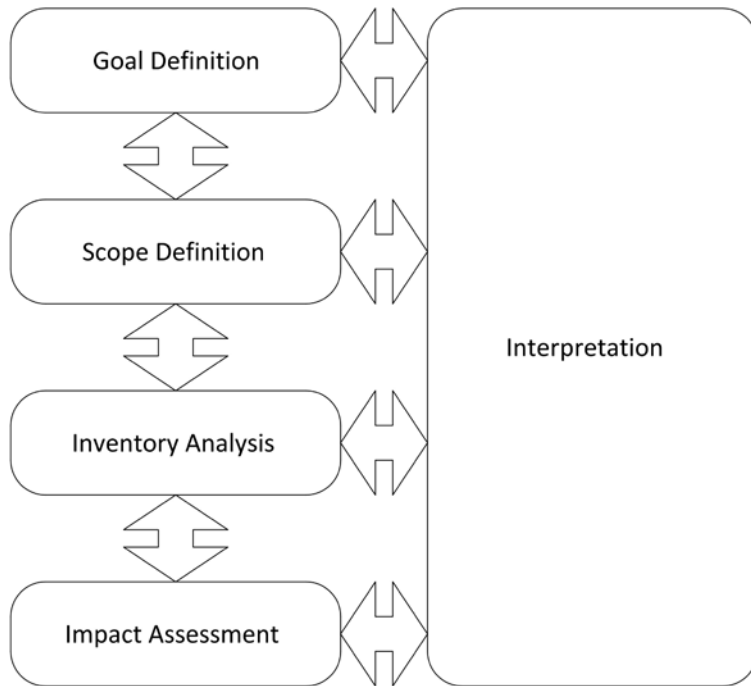 Goal Definition
Scope Definition
Interpretation
Inventory Analysis
Impact Assessment